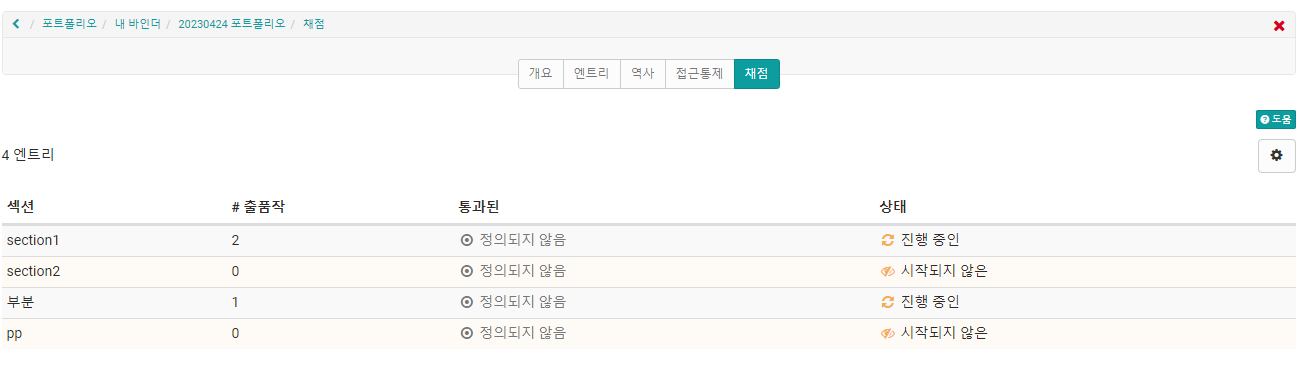 / 포트폴리오 / 내 바인더 / 20230424 포트폴리오 / 채점
개요 엔트리 역사 접근통제 채점
도움
4 엔트리
섹션 # 출품작 통과된 상태
section1 2 정의되지 않음 진행 중인
section2 0 정의되지 않음 시작되지 않은
부분 1 정의되지 않음 진행 중인
pp 0 정의되지 않음 시작되지 않은